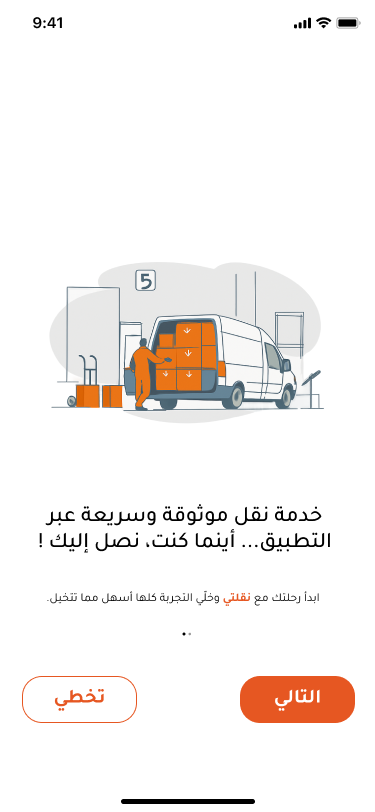 9:41
5
خدمة نقل موثوقة وسريعة عبر
التطبيق... أينما كنت، نصل إليك !
ابدأ رحلتك مع نقلتي وخلّي التجربة كلها أسهل مما تتخيل.
التالي
تخطي